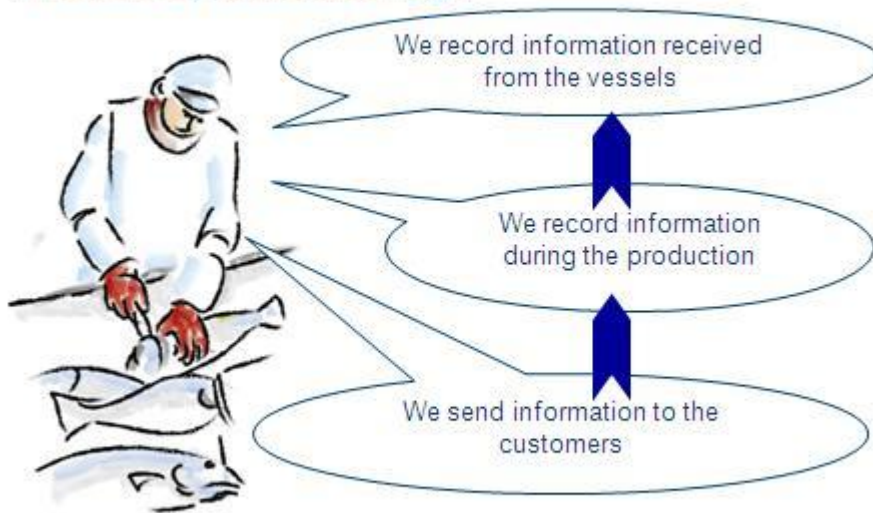 We record information received
from the vessels
We record information
during the production
We send information to the
customers